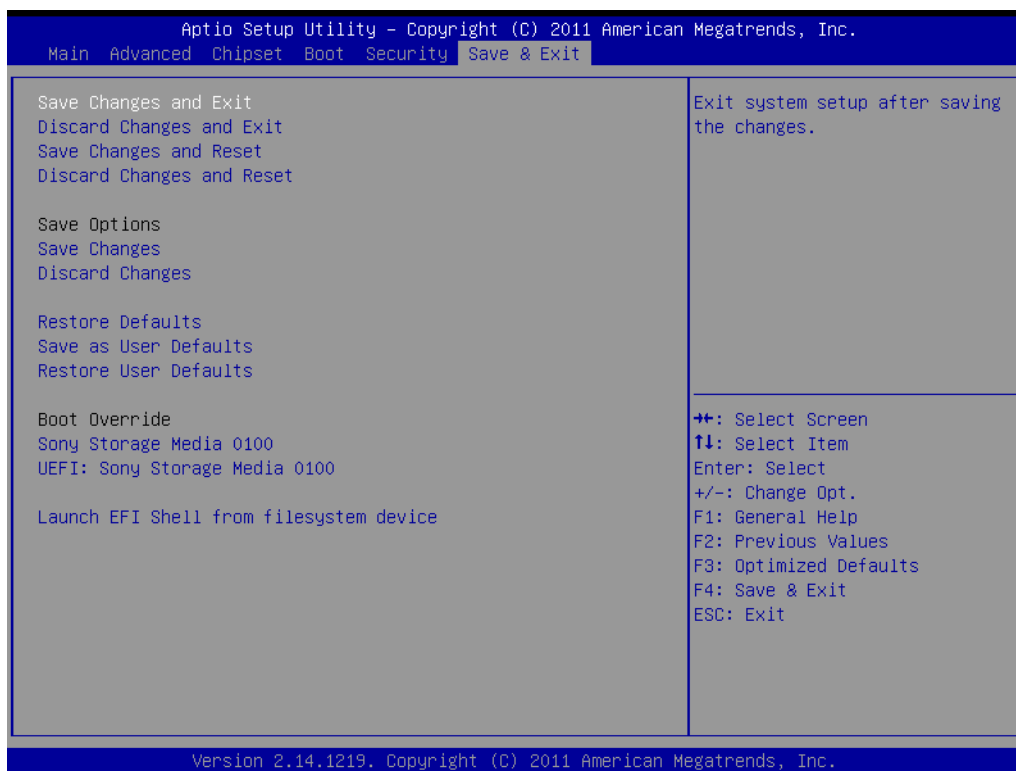 Aptio Setup Utility – Copyright (C) 2011 American Megatrends, Inc.
Main Advanced Chipset Boot Security Save & Exit
Save Changes and Exit
Discard Changes and Exit
Save Changes and Reset
Discard Changes and Reset
Save Options
Save Changes
Discard Changes
Restore Defaults
Save as User Defaults
Restore User Defaults
Boot Override
Sony Storage Media 0100
UEFI: Sony Storage Media 0100
Launch EFI Shell from filesystem device
Exit system setup after saving
the changes.
→←: Select Screen
↑↓: Select Item
Enter: Select
+/-: Change Opt.
F1: General Help
F2: Previous Values
F3: Optimized Defaults
F4: Save & Exit
ESC: Exit
Version 2.14.1219. Copyright (C) 2011 American Megatrends, Inc.